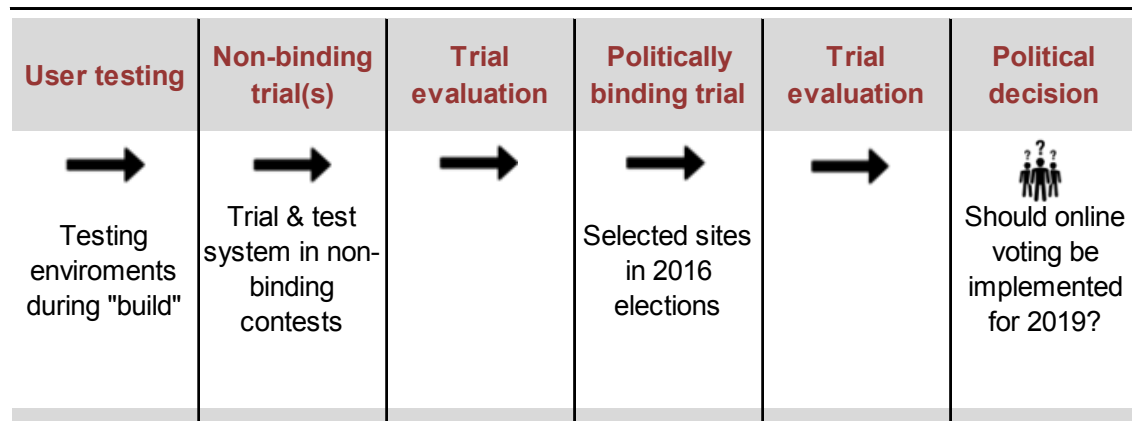 User testing
Non-binding
trial(s)
Trial
evaluation
Politically
binding trial
Trial
evaluation
Political
decision
Testing
enviroments
during "build"
Trial & test
system in non-
binding
contests
Selected sites
in 2016
elections
? ? ?
Should online
voting be
implemented
for 2019?